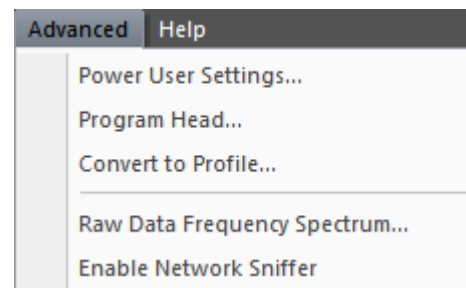 Advanced Help
Power User Settings...
Program Head...
Convert to Profile...
Raw Data Frequency Spectrum...
Enable Network Sniffer